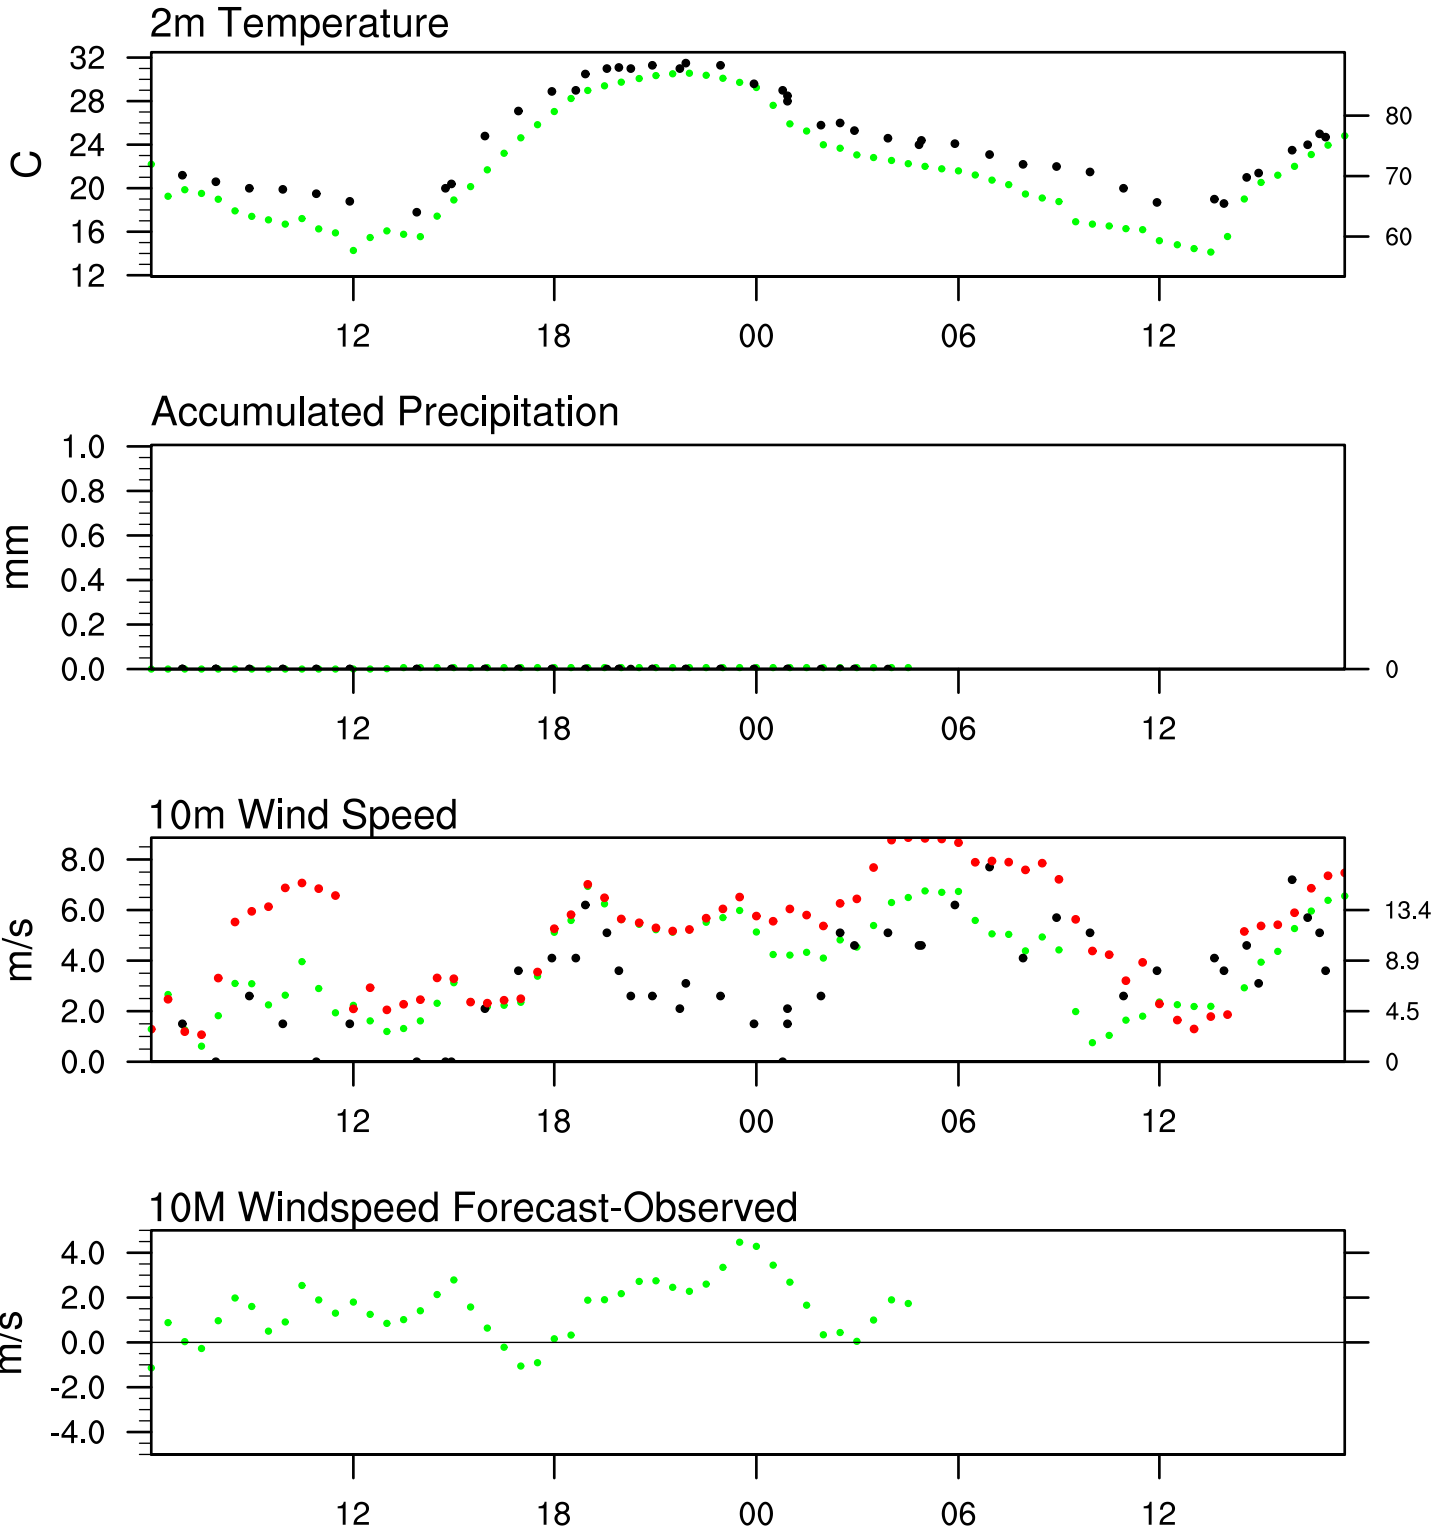 2m Temperature
32
28
24
20
16
12
C
80
70
60
12 18 00 06 12
Accumulated Precipitation
1.0
0.8
0.6
0.4
0.2
0.0
mm
0
12 18 00 06 12
10m Wind Speed
8.0
6.0
4.0
2.0
0.0
m/s
13.4
8.9
4.5
0
12 18 00 06 12
10M Windspeed Forecast-Observed
4.0
2.0
0.0
-2.0
-4.0
m/s
12 18 00 06 12